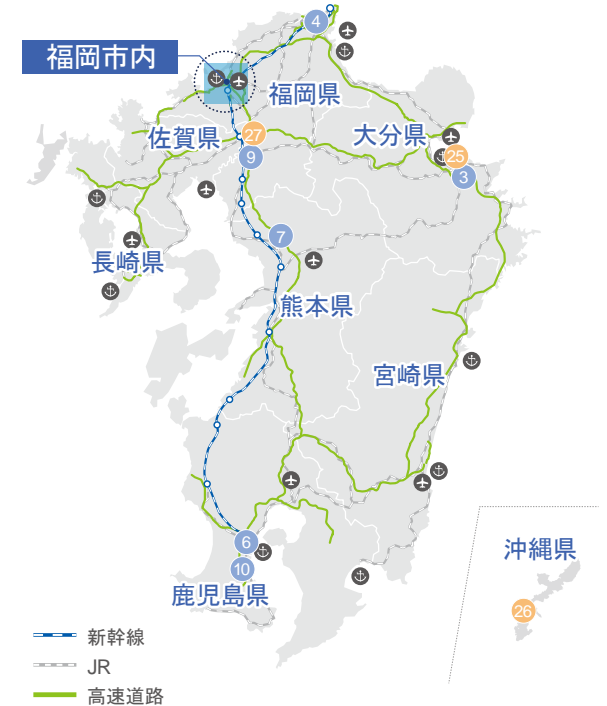 4
福岡市内
福岡県
27
佐賀県
大分県
9
25
3
7
長崎県
熊本県
宮崎県
6
沖縄県
10
鹿児島県
26
新幹線
JR
高速道路